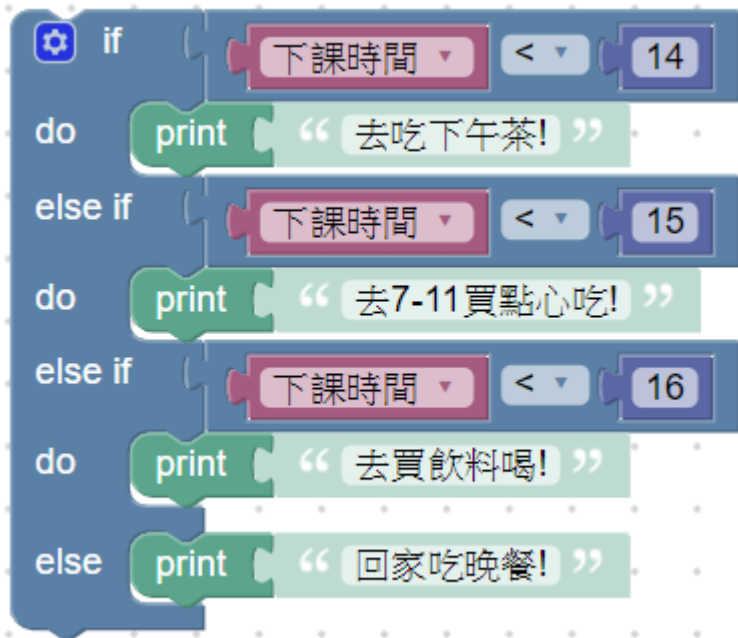 if 下課時間 < 14
do print “ 去吃下午茶! ”
else if 下課時間 < 15
do print “ 去7-11買點心吃! ”
else if 下課時間 < 16
do print “ 去買飲料喝! ”
else print “ 回家吃晚餐! ”